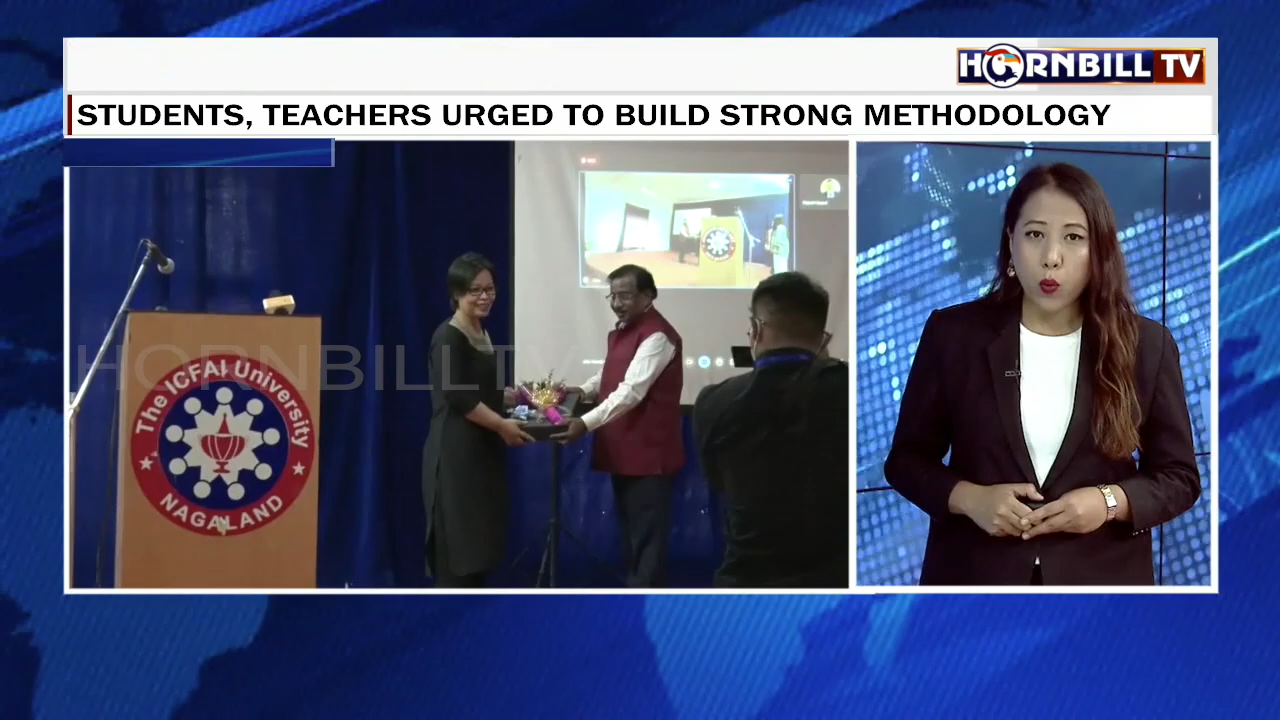 HORNBILL TV
STUDENTS, TEACHERS URGED TO BUILD STRONG METHODOLOGY
HORNBILL TV
The ICFAI University
NAGALAND